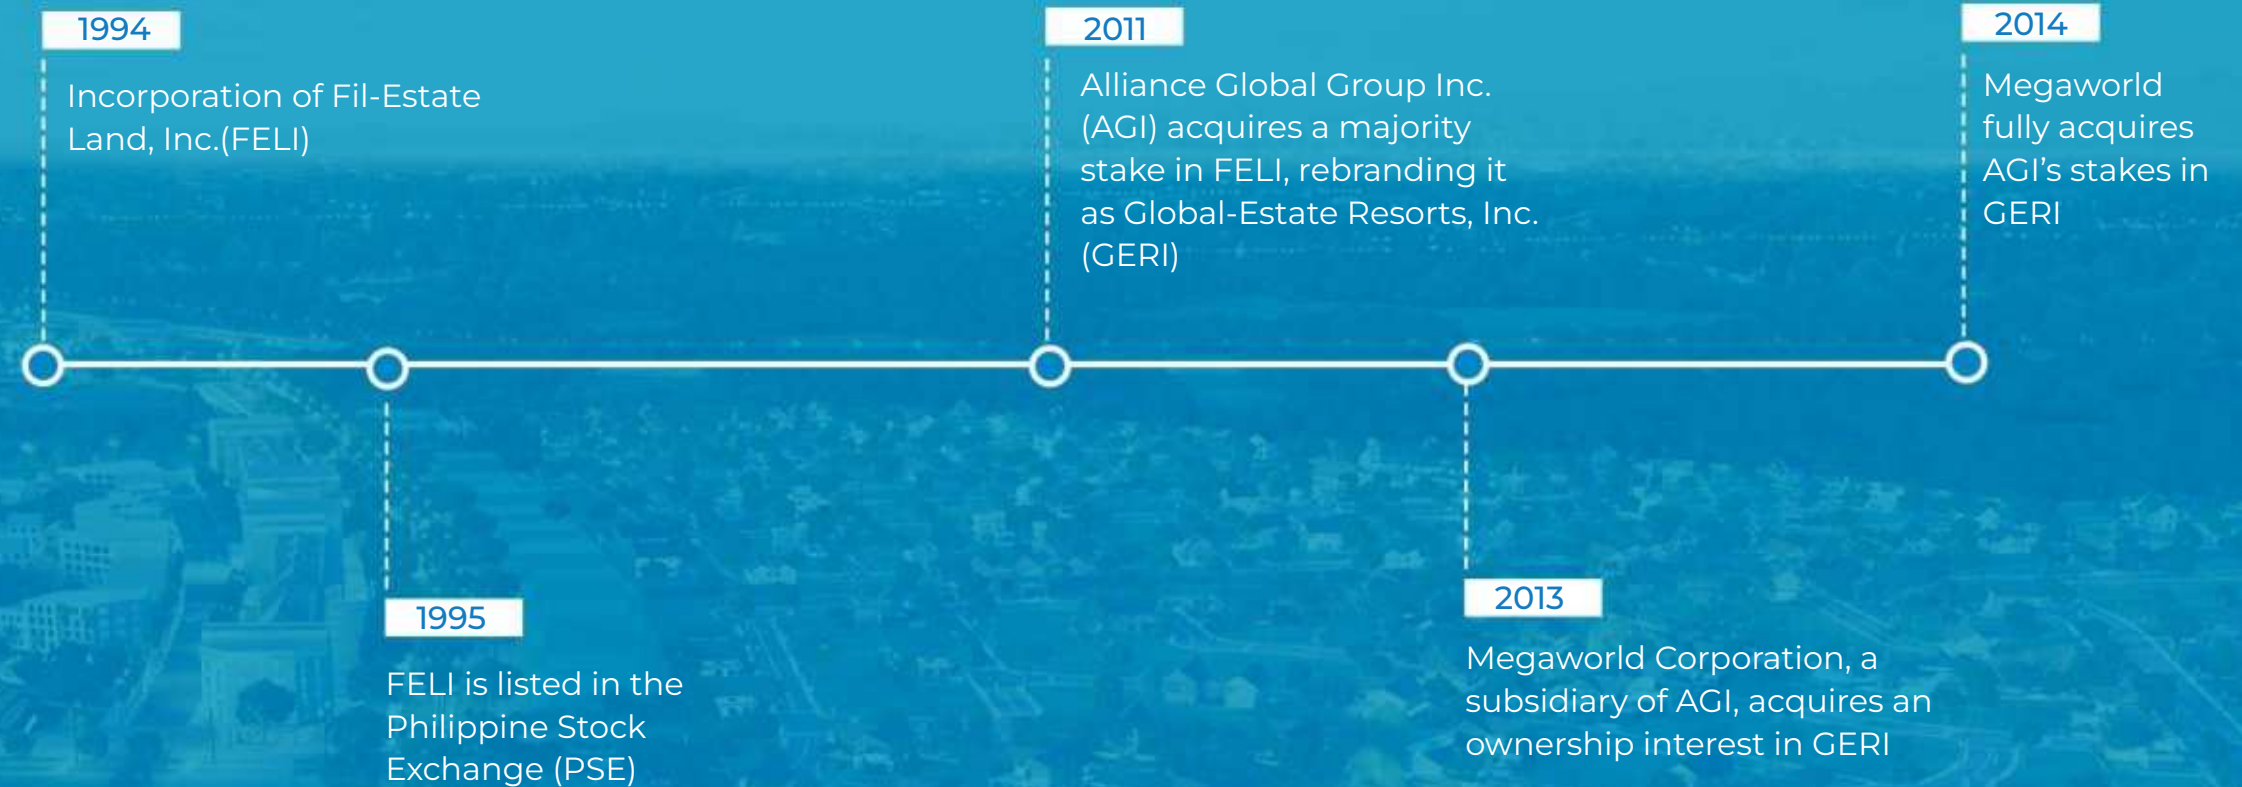 1994
Incorporation of Fil-Estate
Land, Inc.(FELI)
1995
FELI is listed in the
Philippine Stock
Exchange (PSE)
2011
Alliance Global Group Inc.
(AGI) acquires a majority
stake in FELI, rebranding it
as Global-Estate Resorts, Inc.
(GERI)
2013
Megaworld Corporation, a
subsidiary of AGI, acquires an
ownership interest in GERI
2014
Megaworld
fully acquires
AGI’s stakes in
GERI